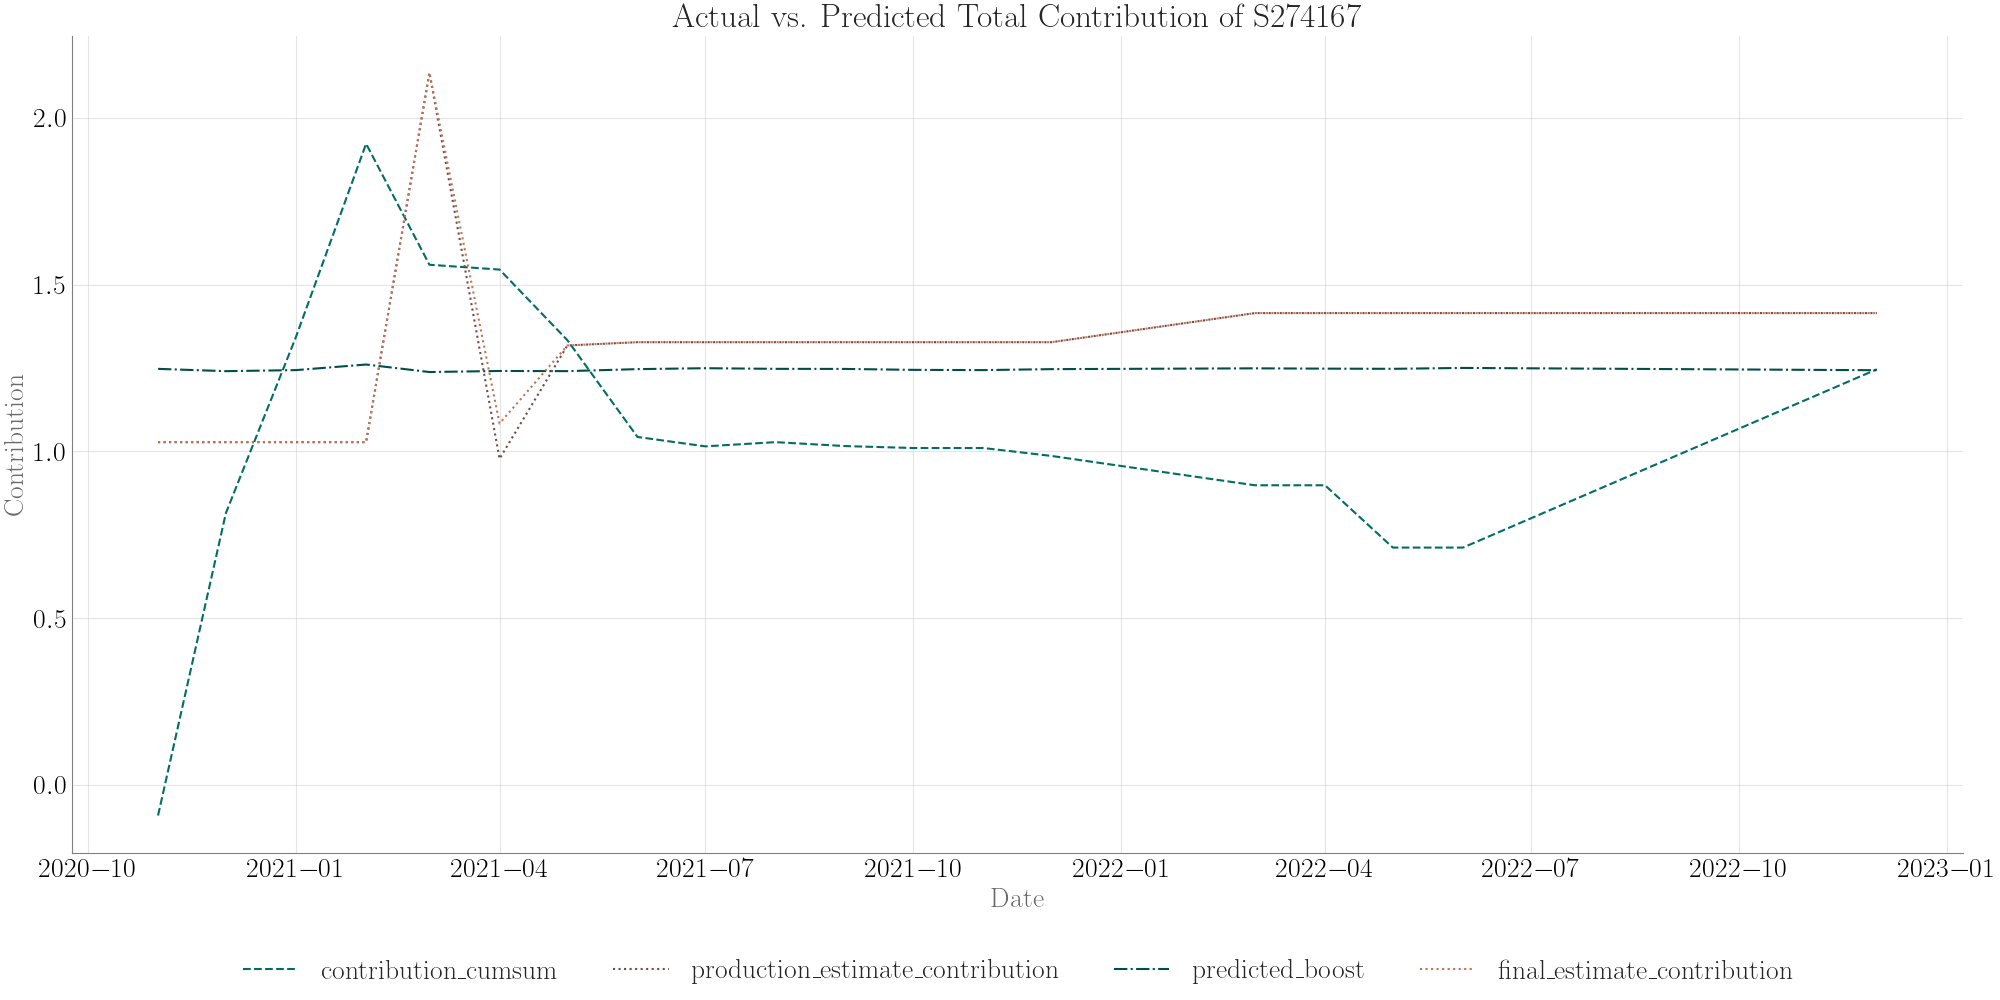 Actual vs. Predicted Total Contribution of S274167
Contribution
2.0
1.5
1.0
0.5
0.0
2020−10 2021−01 2021−04 2021−07 2021−10 2022−01 2022−04 2022−07 2022−10 2023−01
Date
contribution_cumsum production_estimate_contribution predicted_boost final_estimate_contribution